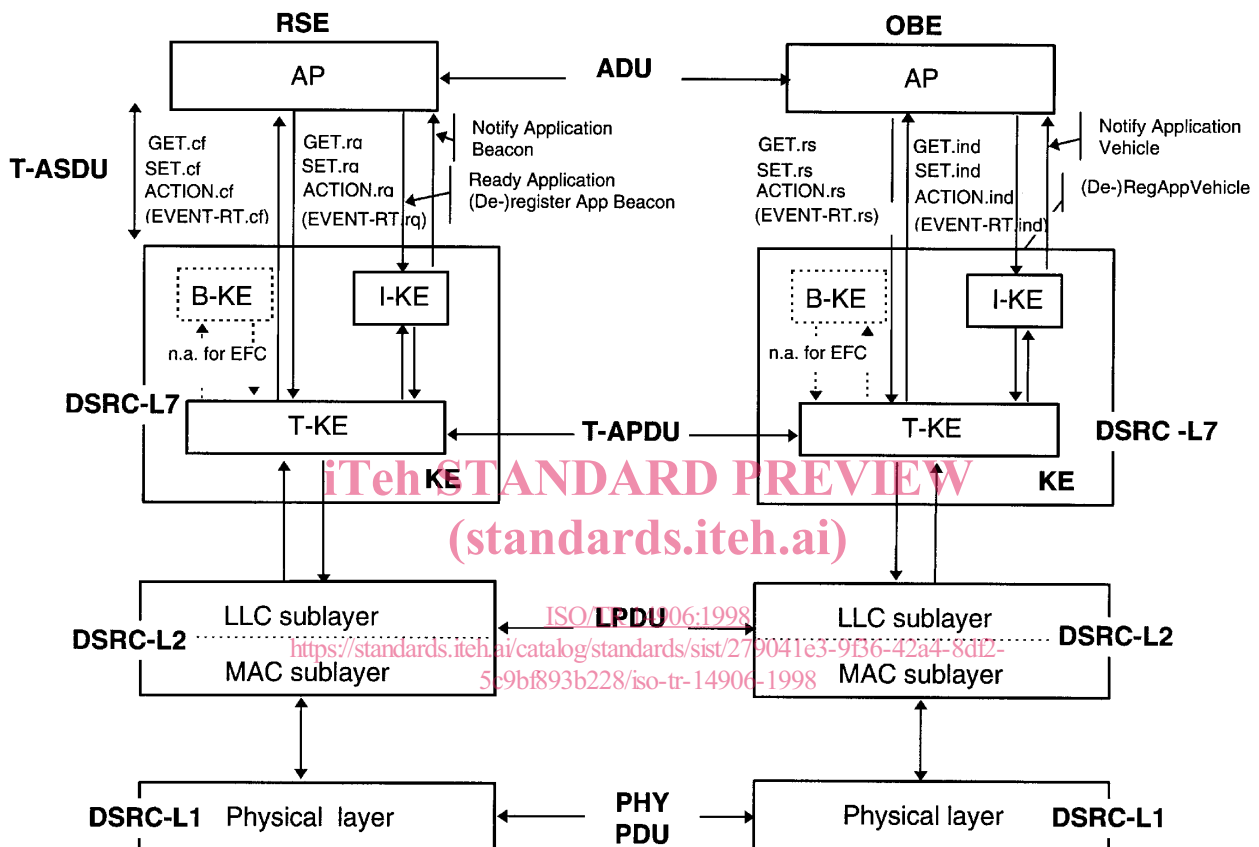 RSE
OBE
AP
ADU
AP
T-ASDU
GET.cf
SET.cf
ACTION.cf
(EVENT-RT.cf)
GET.rq
SET.rq
ACTION.rq
(EVENT-RT.rq)
Notify Application
Beacon
Ready Application
(De-)register App Beacon
GET.rs
SET.rs
ACTION.rs
(EVENT-RT.rs)
GET.ind
SET.ind
ACTION.ind
(EVENT-RT.ind)
Notify Application
Vehicle
(De-)RegAppVehicle
B-KE
I-KE
n.a. for EFC
DSRC-L7
T-KE
KE
T-APDU
B-KE
I-KE
n.a. for EFC
T-KE
DSRC -L7
KE
iTeh STANDARD PREVIEW
(standards.iteh.ai)
LLC sublayer
DSRC-L2
MAC sublayer
LPDU
ISO/TR 14906:1998
https://standards.iteh.ai/catalog/standards/sist/279041e3-9f36-42a4-8df2-
5c9bf893b228/iso-tr-14906-1998
LLC sublayer
DSRC-L2
MAC sublayer
DSRC-L1
Physical layer
PHY
PDU
Physical layer
DSRC-L1